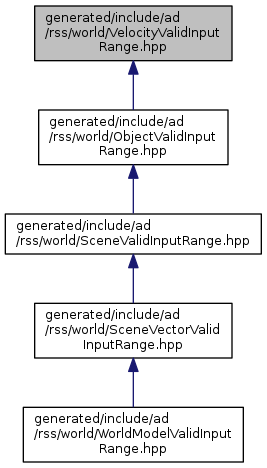 generated/include/ad
/rss/world/VelocityValidInput
Range.hpp
generated/include/ad
/rss/world/ObjectValidInput
Range.hpp
generated/include/ad
/rss/world/SceneValidInputRange.hpp
generated/include/ad
/rss/world/SceneVectorValid
InputRange.hpp
generated/include/ad
/rss/world/WorldModelValidInput
Range.hpp